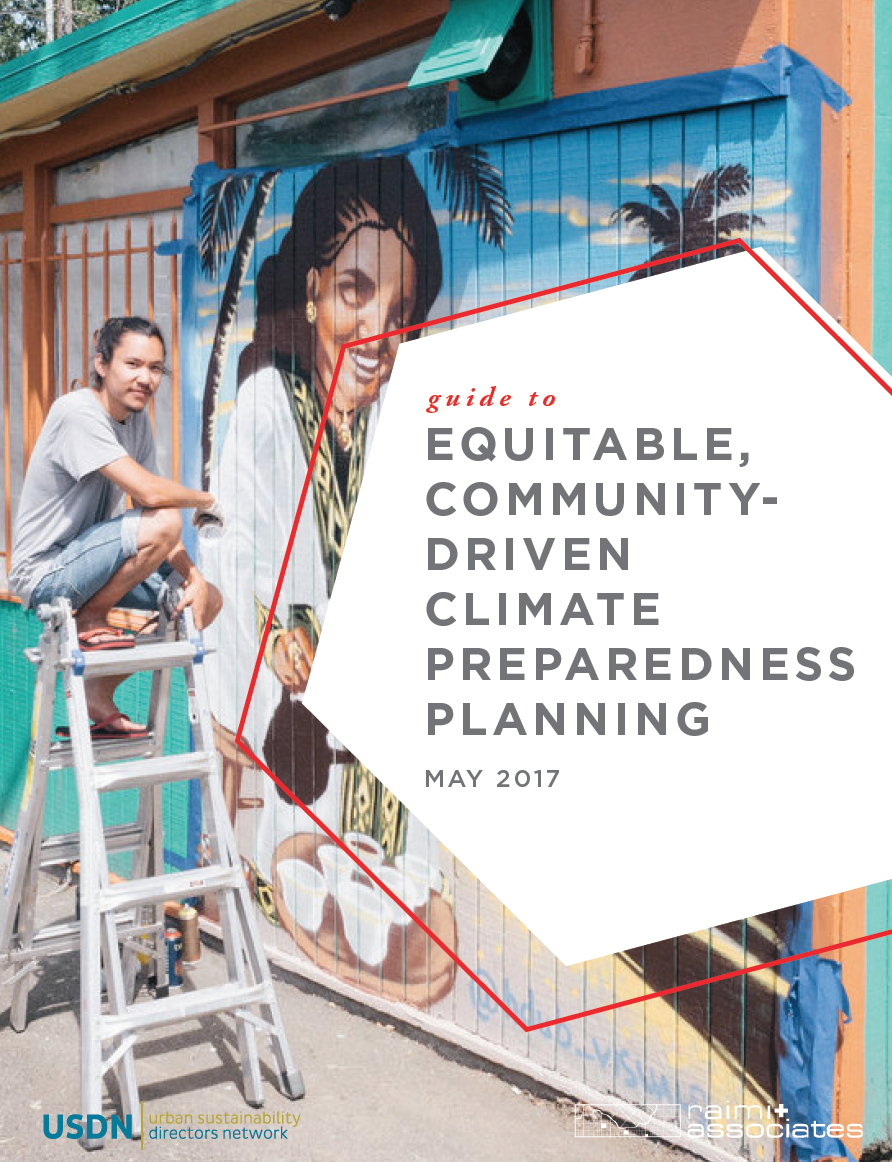 guide to
EQUITABLE,
COMMUNITY-
DRIVEN
CLIMATE
PREPAREDNESS
PLANNING
MAY 2017
USDN urban sustainability
directors network
raimi+
associates